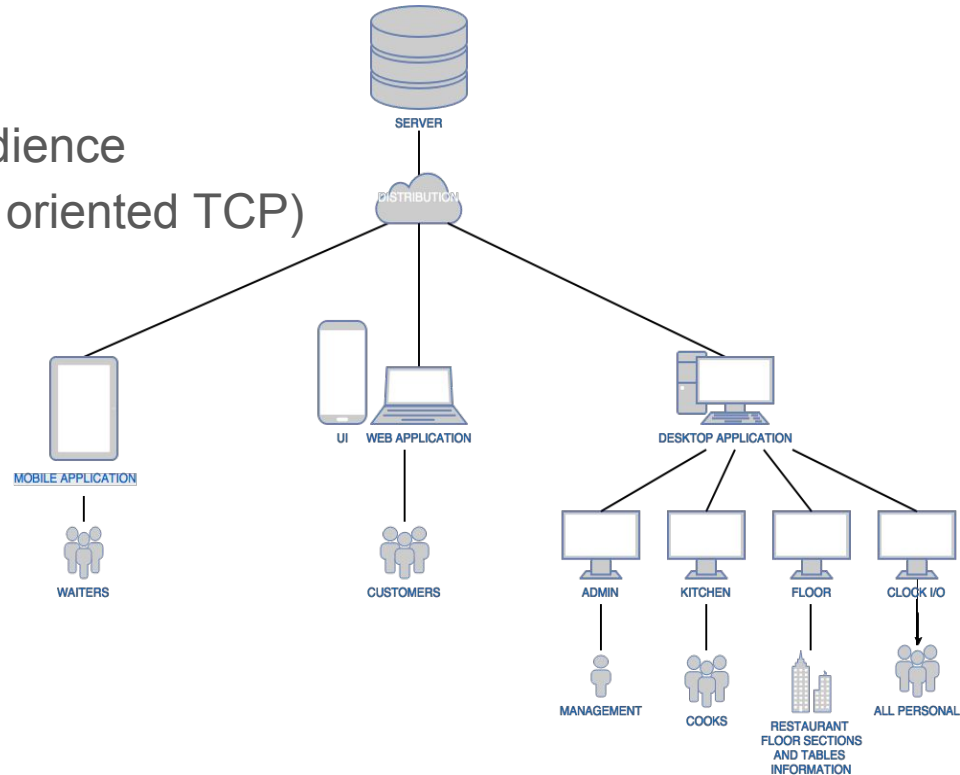 SERVER
dience
DISTRIBUTION
oriented TCP)
UI
WEB APPLICATION
DESKTOP APPLICATION
MOBILE APPLICATION
WAITERS
CUSTOMERS
ADMIN
KITCHEN
FLOOR
CLOCK I/O
MANAGEMENT
COOKS
RESTAURANT
FLOOR SECTIONS
AND TABLES
INFORMATION
ALL PERSONAL